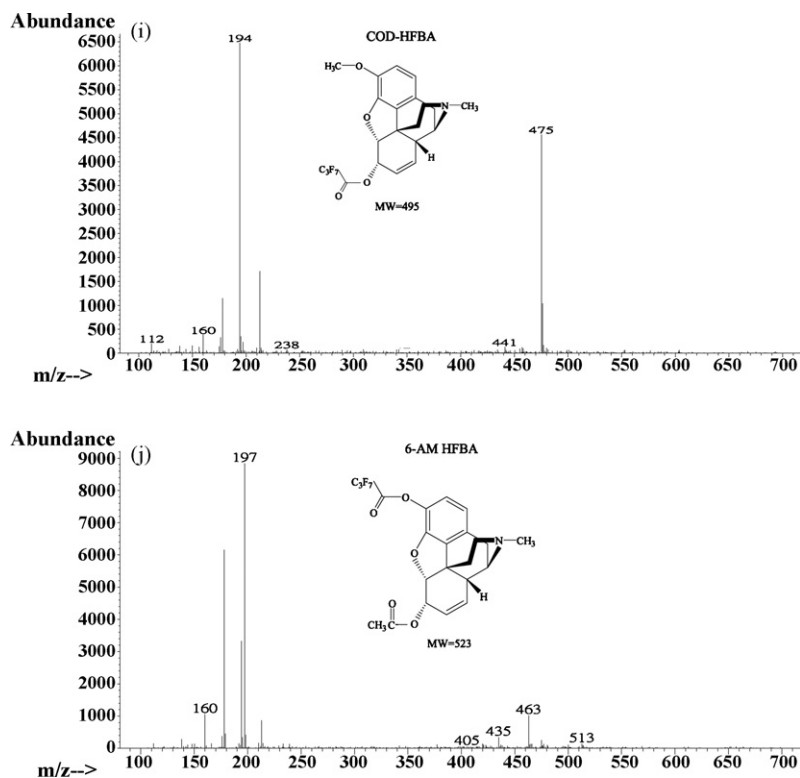 Abundance
(i)
6500
6000
5500
5000
4500
4000
3500
3000
2500
2000
1500
1000
500
0
194
475
112
160
238
441
COD-HFBA
H₃C
O
O
N
CH₃
H
C₃F₇
O
O
MW=495
100 150 200 250 300 350 400 450 500 550 600 650 700
m/z-->
Abundance
(j)
9000
8000
7000
6000
5000
4000
3000
2000
1000
0
197
160
405
435
463
513
6-AM HFBA
C₃F₇
O
O
O
N
CH₃
H
O
CH₃C
O
MW=523
100 150 200 250 300 350 400 450 500 550 600 650 700
m/z-->